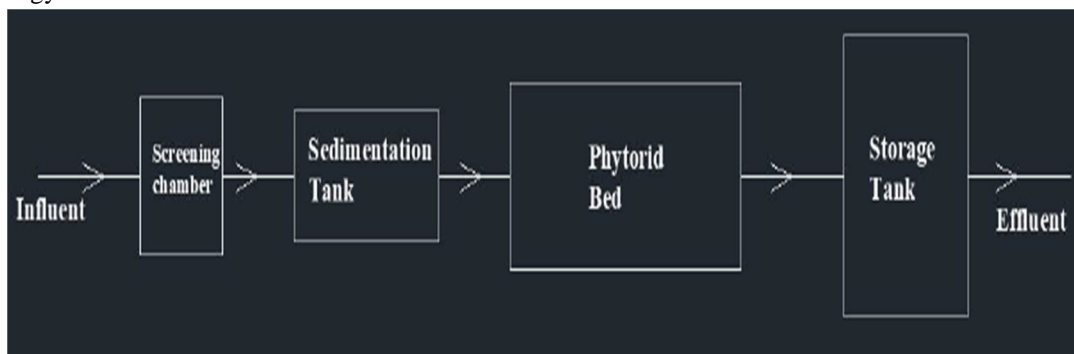 Screening
chamber
Sedimentation
Tank
Phytorid
Bed
Storage
Tank
Influent
Effluent